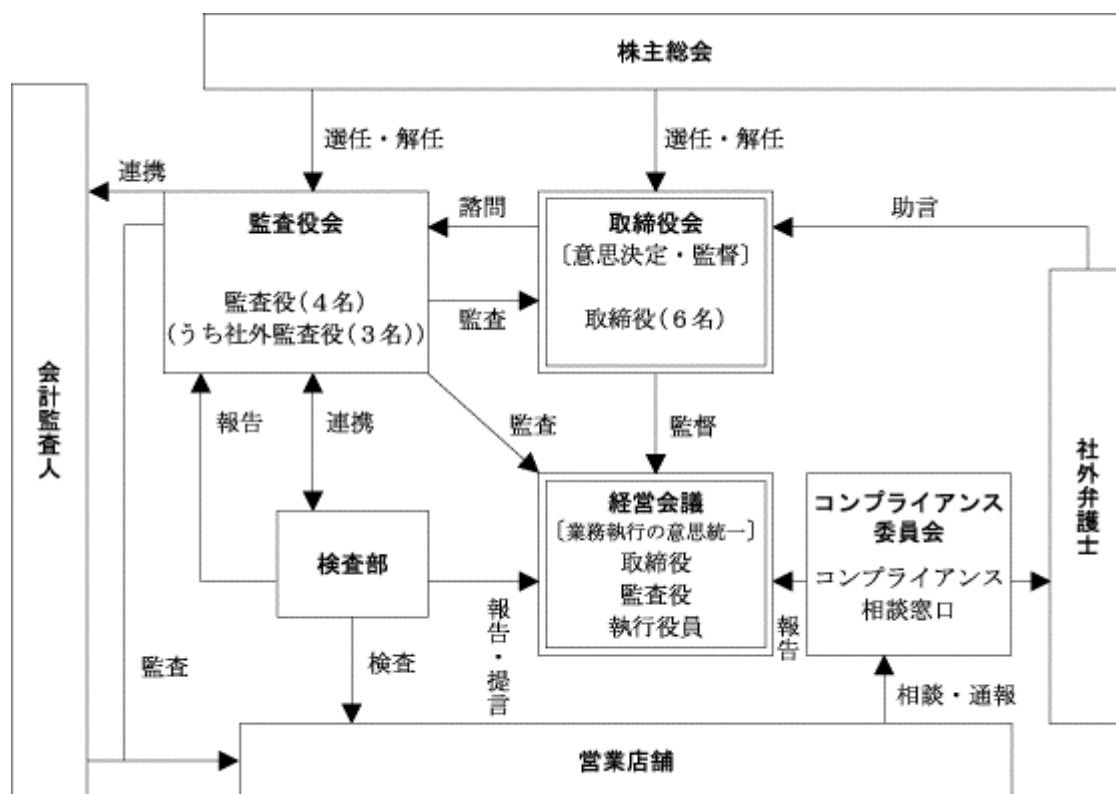 株主総会
選任・解任
選任・解任
連携
監査役会
監査役(4名)
(うち社外監査役(3名))
諮問
監査
取締役会
〔意思決定・監督〕
取締役(6名)
助言
会計監査人
報告
連携
監査
監督
社外弁護士
検査部
経営会議
〔業務執行の意思統一〕
取締役
監査役
執行役員
コンプライアンス
委員会
コンプライアンス
相談窓口
報告・提言
報告
監査
検査
相談・通報
営業店舗